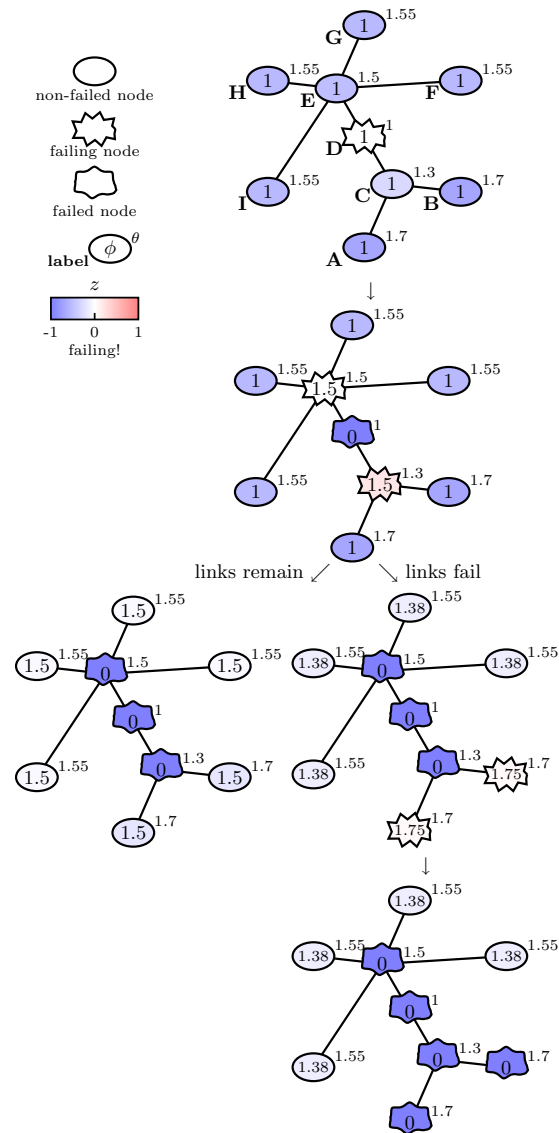 non-failed node
failing node
failed node
label ϕ θ
z
-1 0 1
failing!
G 1 1.55
H 1 1.55
E 1 1.5
F 1 1.55
D 1 1
C 1 1.3
I 1 1.55
B 1 1.7
A 1 1.7
↓
1 1.55
1 1.55
1.5 1.5
1 1.55
0 1
1.5 1.3
1 1.55
1 1.7
1 1.7
links remain ↙ ↘ links fail
1.5 1.55
1.5 1.55
0 1.5
1.5 1.55
0 1
0 1.3
1.5 1.55
1.5 1.7
1.5 1.7
1.38 1.55
1.38 1.55
0 1.5
1.38 1.55
0 1
0 1.3
1.38 1.55
1.75 1.7
1.75 1.7
↓
1.38 1.55
1.38 1.55
0 1.5
1.38 1.55
0 1
0 1.3
1.38 1.55
0 1.7
0 1.7